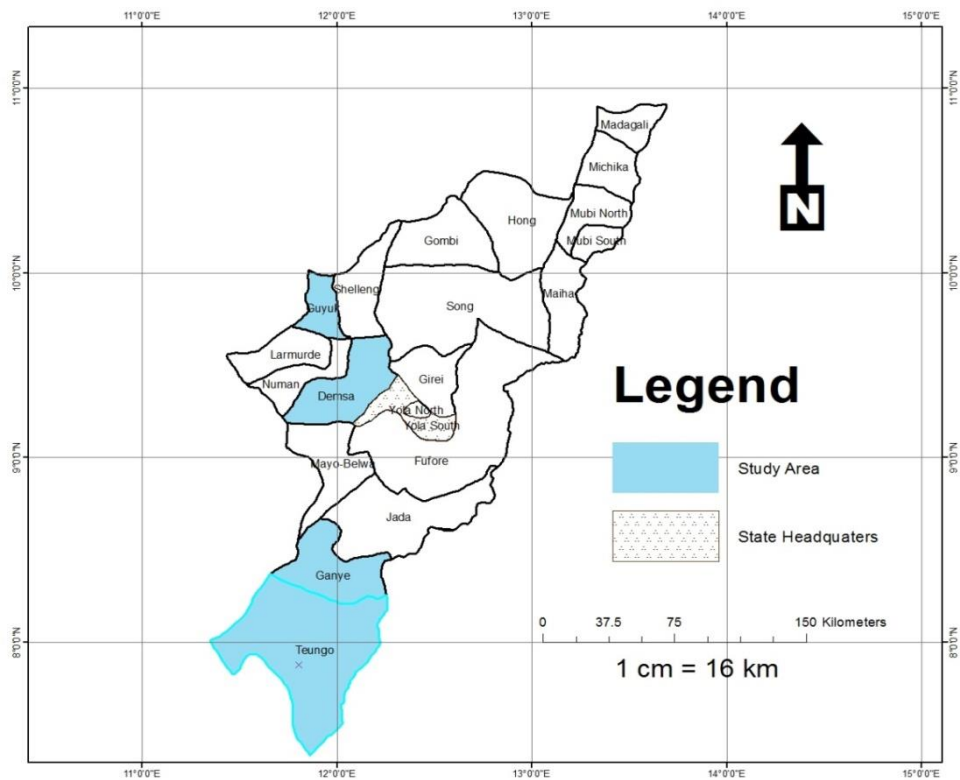 11°0'0"E 12°0'0"E 13°0'0"E 14°0'0"E 15°0'0"E
11°0'0"N 11°0'0"N
Madagali
Michika
N
Mubi North
Hong
Gombi
Mubi South
10°0'0"N 10°0'0"N
Shelleng
Maiha
Guyuk
Song
Larmurde
Girei
Numan
Demsa
Legend
Yola North
Yola South
9°0'0"N 9°0'0"N
Mayo-Belwa
Fufore
Study Area
Jada
State Headquaters
Ganye
0 37.5 75 150 Kilometers
8°0'0"N 8°0'0"N
Teungo
1 cm = 16 km
11°0'0"E 12°0'0"E 13°0'0"E 14°0'0"E 15°0'0"E